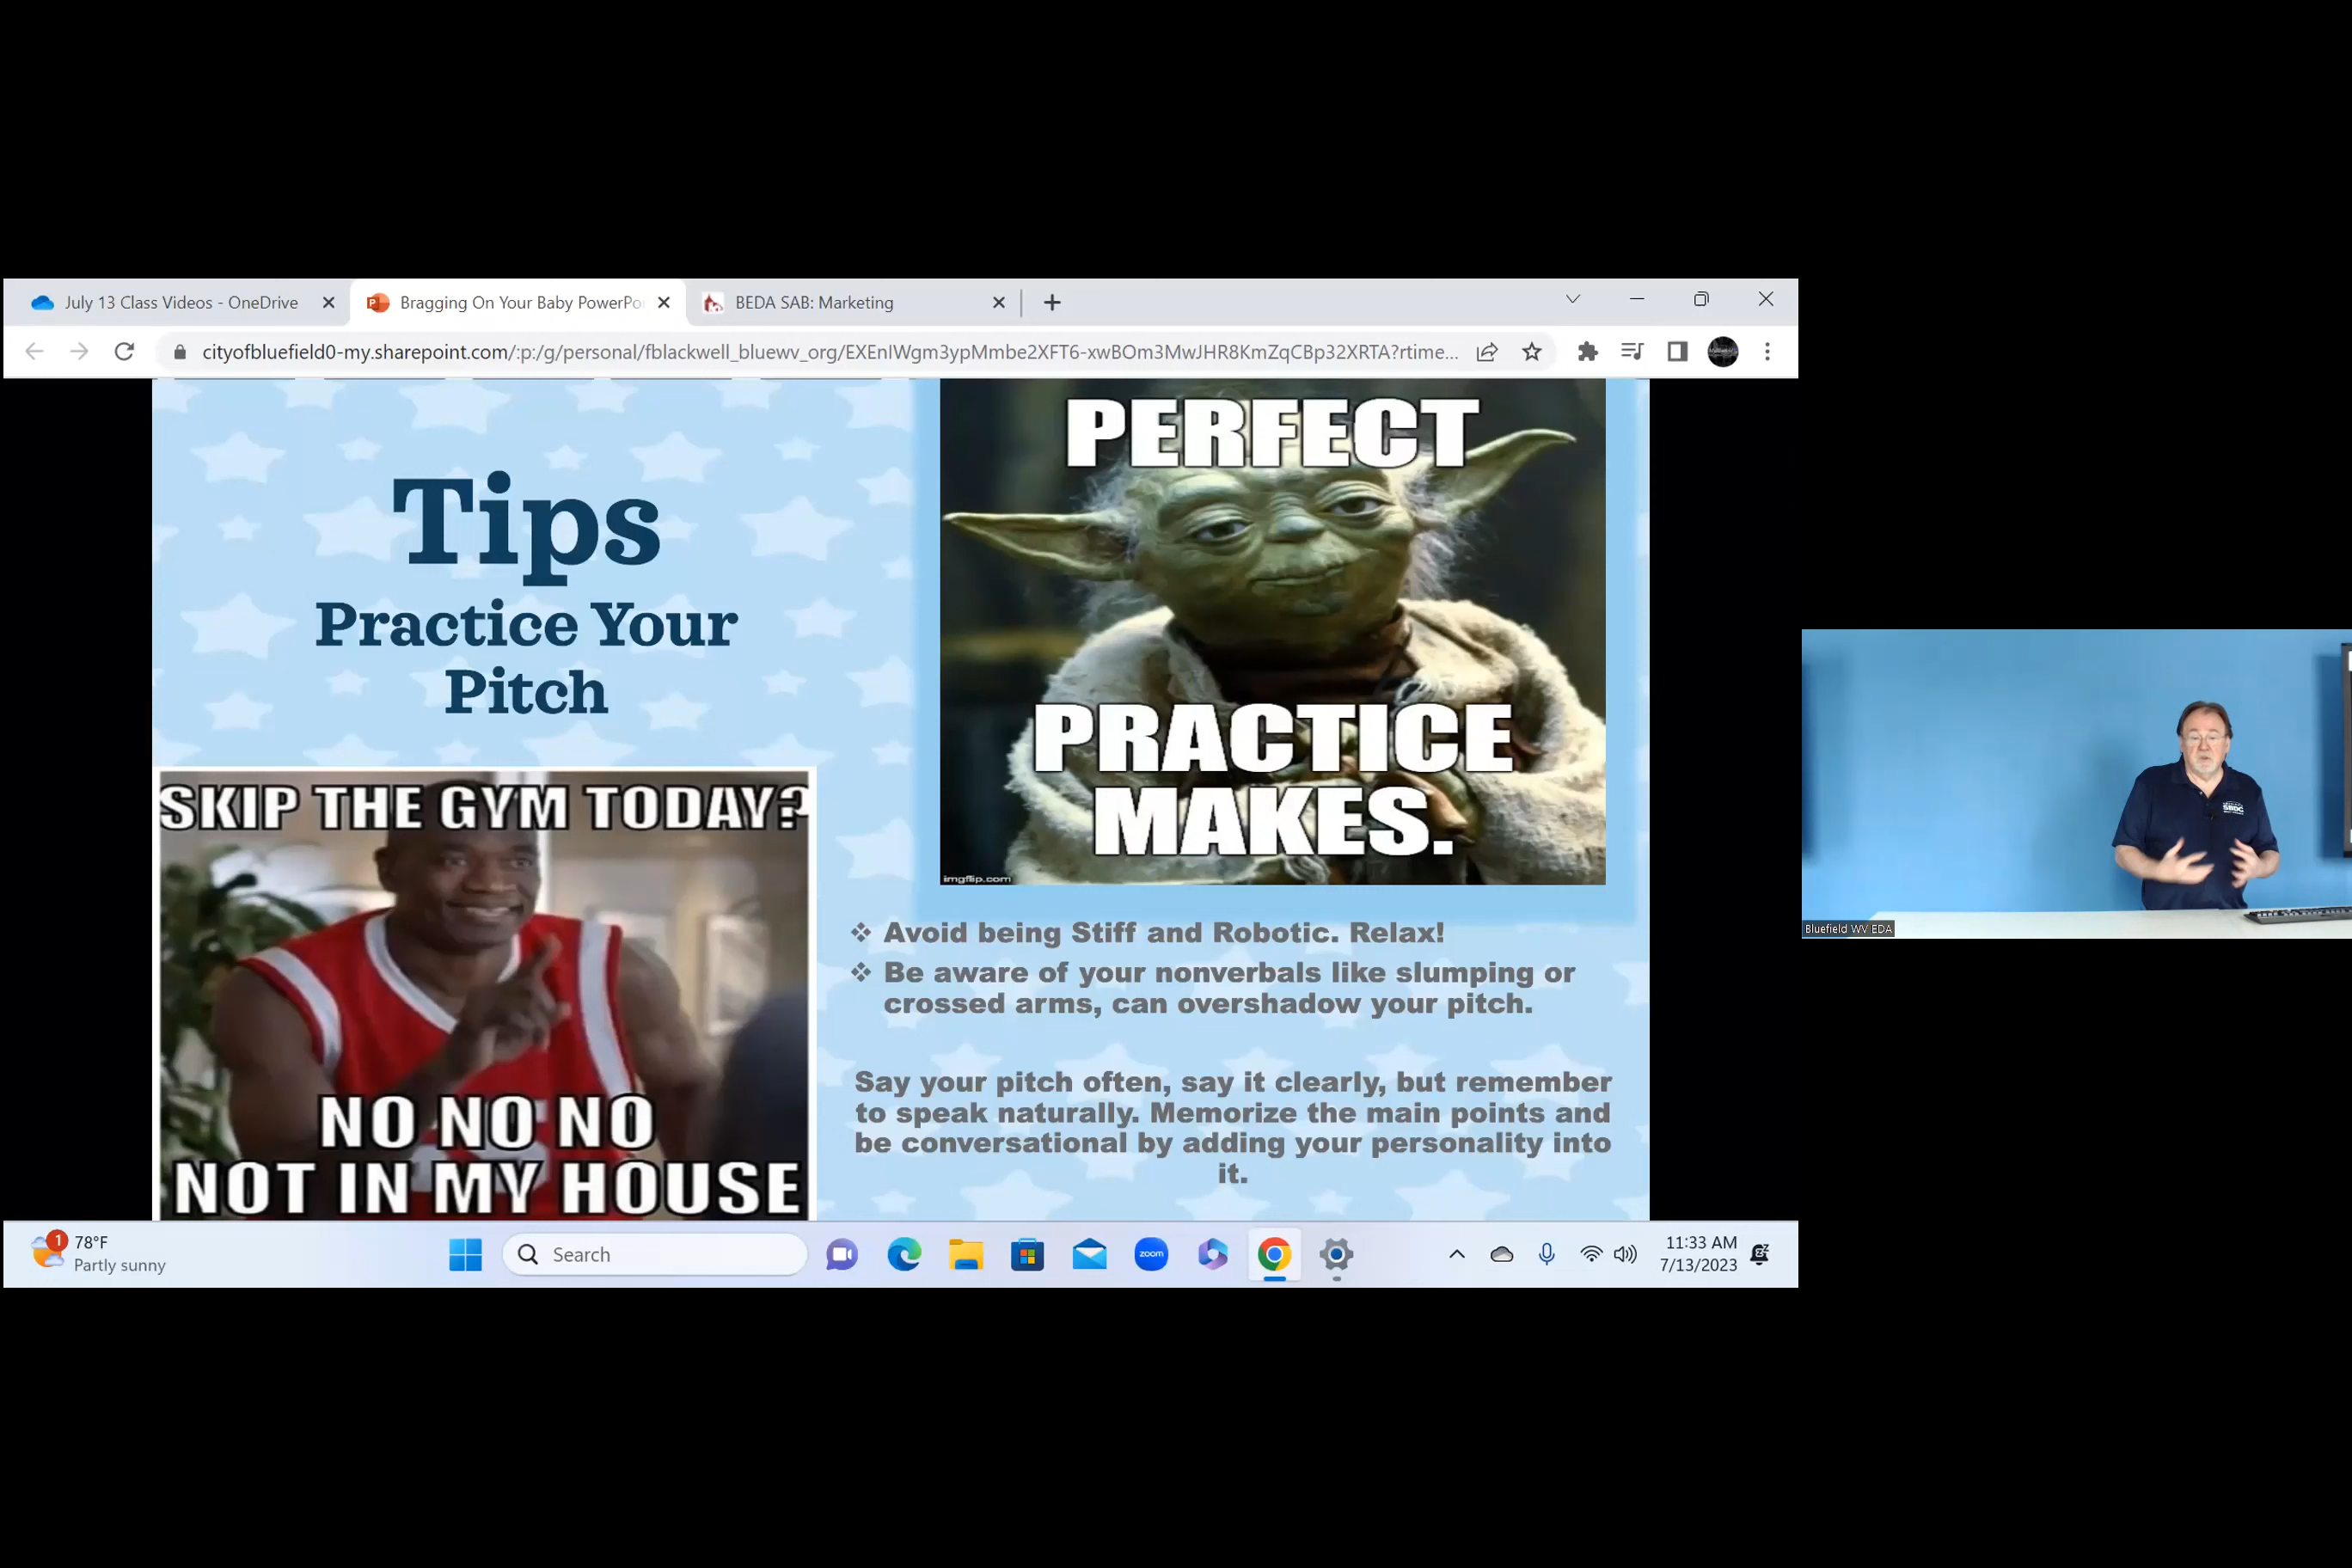 July 13 Class Videos - OneDrive
Bragging On Your Baby PowerPo
BEDA SAB: Marketing
cityofbluefield0-my.sharepoint.com/:p:/g/personal/fblackwell_bluewv_org/EXEnIWgm3ypMmbe2XFT6-xwBOm3MwJHR8KmZqCBp32XRTA?rtime...
Tips
Practice Your
Pitch
PERFECT
PRACTICE
MAKES.
imgflip.com
SKIP THE GYM TODAY?
NO NO NO
NOT IN MY HOUSE
❖ Avoid being Stiff and Robotic. Relax!
❖ Be aware of your nonverbals like slumping or
crossed arms, can overshadow your pitch.
Say your pitch often, say it clearly, but remember
to speak naturally. Memorize the main points and
be conversational by adding your personality into
it.
SBDC
Bluefield WV EDA
1
78°F
Partly sunny
Search
zoom
11:33 AM
7/13/2023